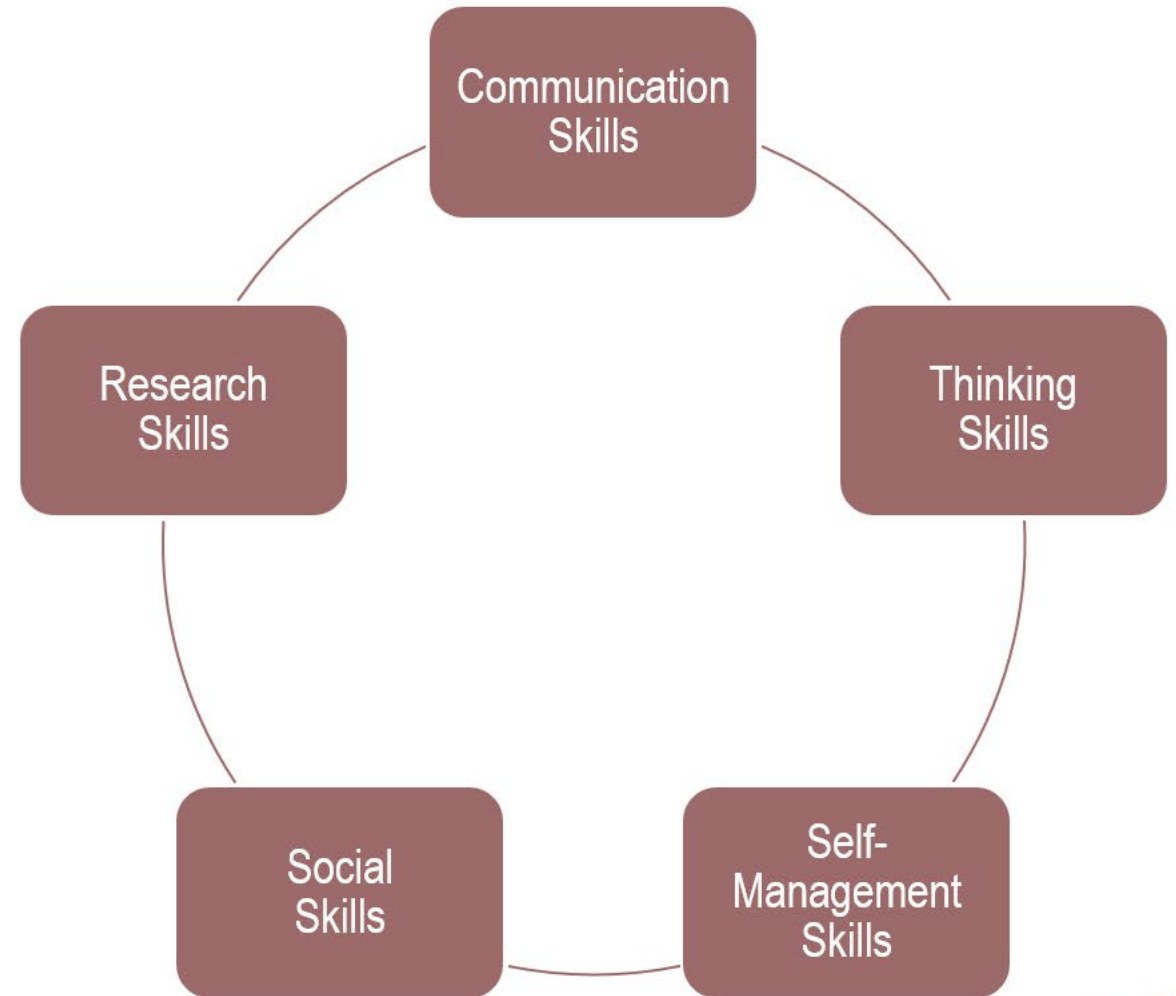 Communication
Skills
Thinking
Skills
Self-
Management
Skills
Social
Skills
Research
Skills